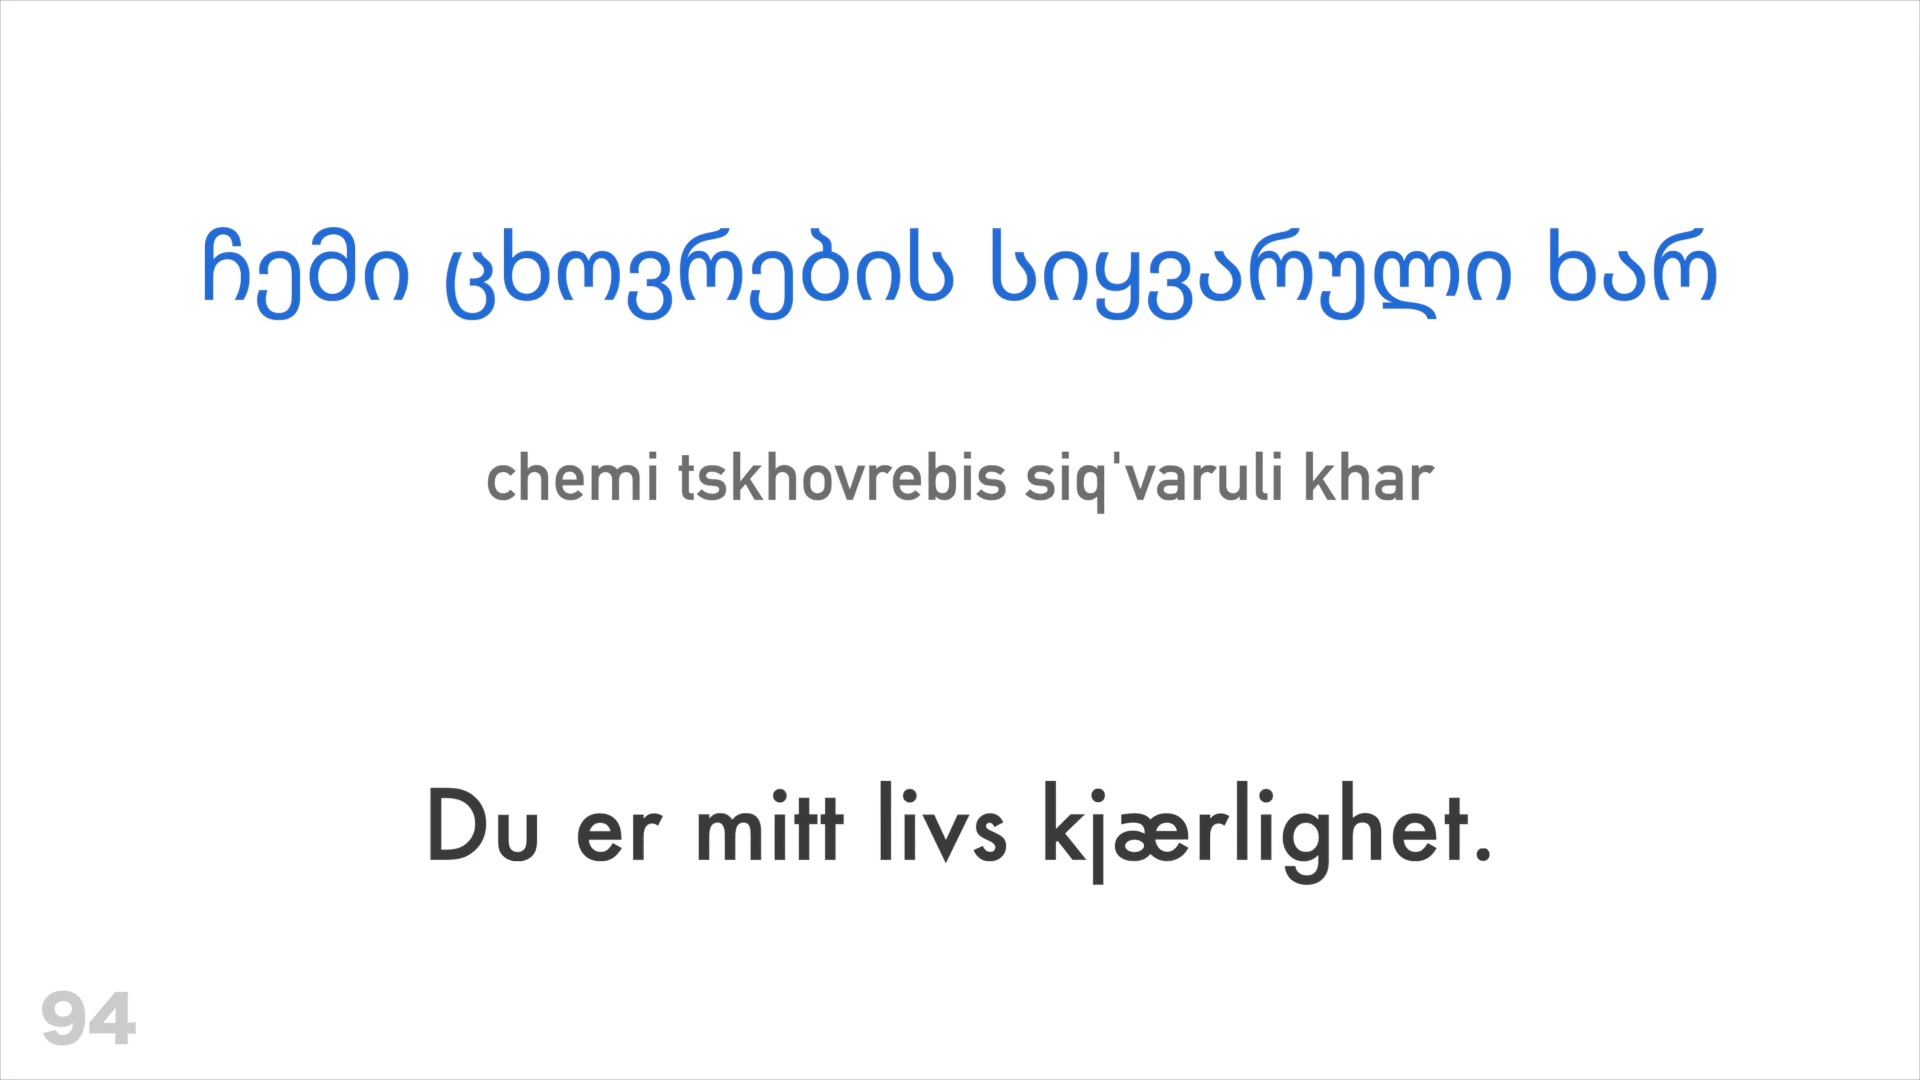 ჩემი ცხოვრების სიყვარული ხარ
chemi tskhovrebis siq'varuli khar
Du er mitt livs kjærlighet.
94